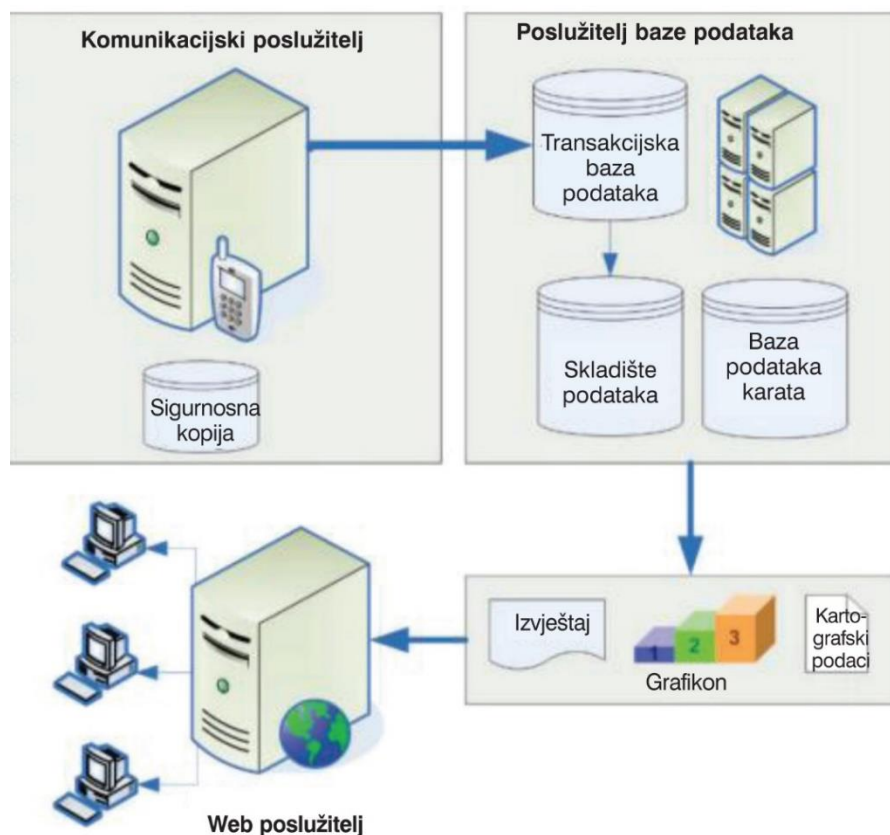 Komunikacijski poslužitelj
Sigurnosna
kopija
Poslužitelj baze podataka
Transakcijska
baza
podataka
Skladište
podataka
Baza
podataka
karata
Izvještaj
1
2
3
Grafikon
Karto-
grafski
podaci
Web poslužitelj